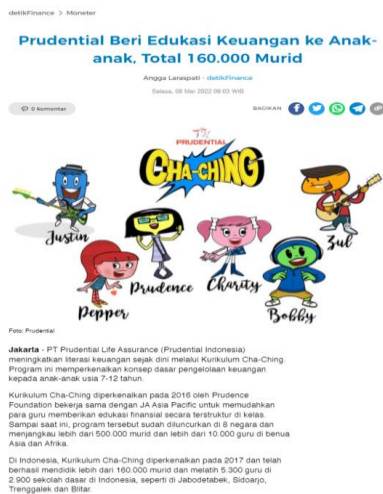 detikFinance > Moneter
Prudential Beri Edukasi Keuangan ke Anak-
anak, Total 160.000 Murid
Angga Laraspati - detikFinance
Selasa, 08 Mar 2022 09:03 WIB
0 komentar
BAGIKAN
PRUDENTIAL
CHA-CHING
Justin
Pepper
Prudence
Charity
Bobby
Zul
Foto: Prudential
Jakarta - PT Prudential Life Assurance (Prudential Indonesia)
meningkatkan literasi keuangan sejak dini melalui Kurikulum Cha-Ching.
Program ini memperkenalkan konsep dasar pengelolaan keuangan
kepada anak-anak usia 7-12 tahun.
Kurikulum Cha-Ching diperkenalkan pada 2016 oleh Prudence
Foundation bekerja sama dengan JA Asia Pacific untuk memudahkan
para guru memberikan edukasi finansial secara terstruktur di kelas.
Sampai saat ini, program tersebut sudah diluncurkan di 8 negara dan
menjangkau lebih dari 500.000 murid dan lebih dari 10.000 guru di benua
Asia dan Afrika.
Di Indonesia, Kurikulum Cha-Ching diperkenalkan pada 2017 dan telah
berhasil mendidik lebih dari 160.000 murid dan melatih 5.300 guru di
2.900 sekolah dasar di Indonesia, seperti di Jabodetabek, Sidoarjo,
Trenggalek dan Blitar.